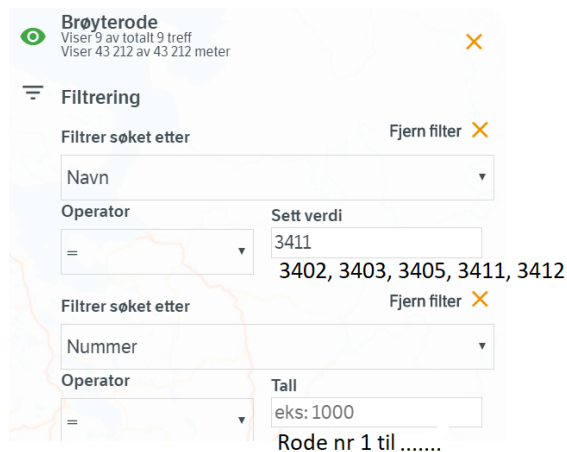 Brøyterode
Viser 9 av totalt 9 treff
Viser 43 212 av 43 212 meter
Filtrering
Filtrer søket etter
Fjern filter
Navn
Operator
Sett verdi
=
3411
3402, 3403, 3405, 3411, 3412
Filtrer søket etter
Fjern filter
Nummer
Operator
Tall
=
eks: 1000
Rode nr 1 til .......